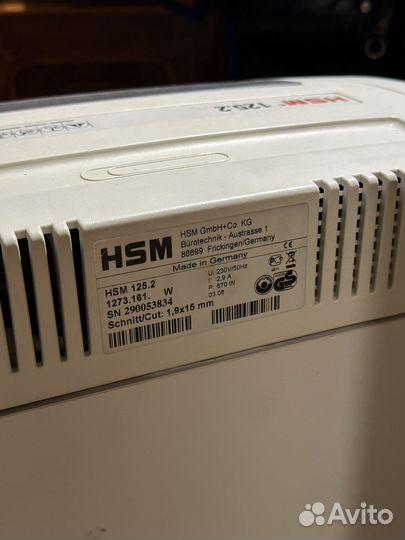 HSM 125.2
HSM
HSM GmbH+Co. KG
Bürotechnik - Austrasse 1
88699 Frickingen/Germany
Made in Germany
HSM 125.2
1273.161. W
SN 290053834
Schnitt/Cut: 1,9x15 mm
U: 230V/50Hz
I: 2,9 A
P: 670 W
03.08
CE
Avito